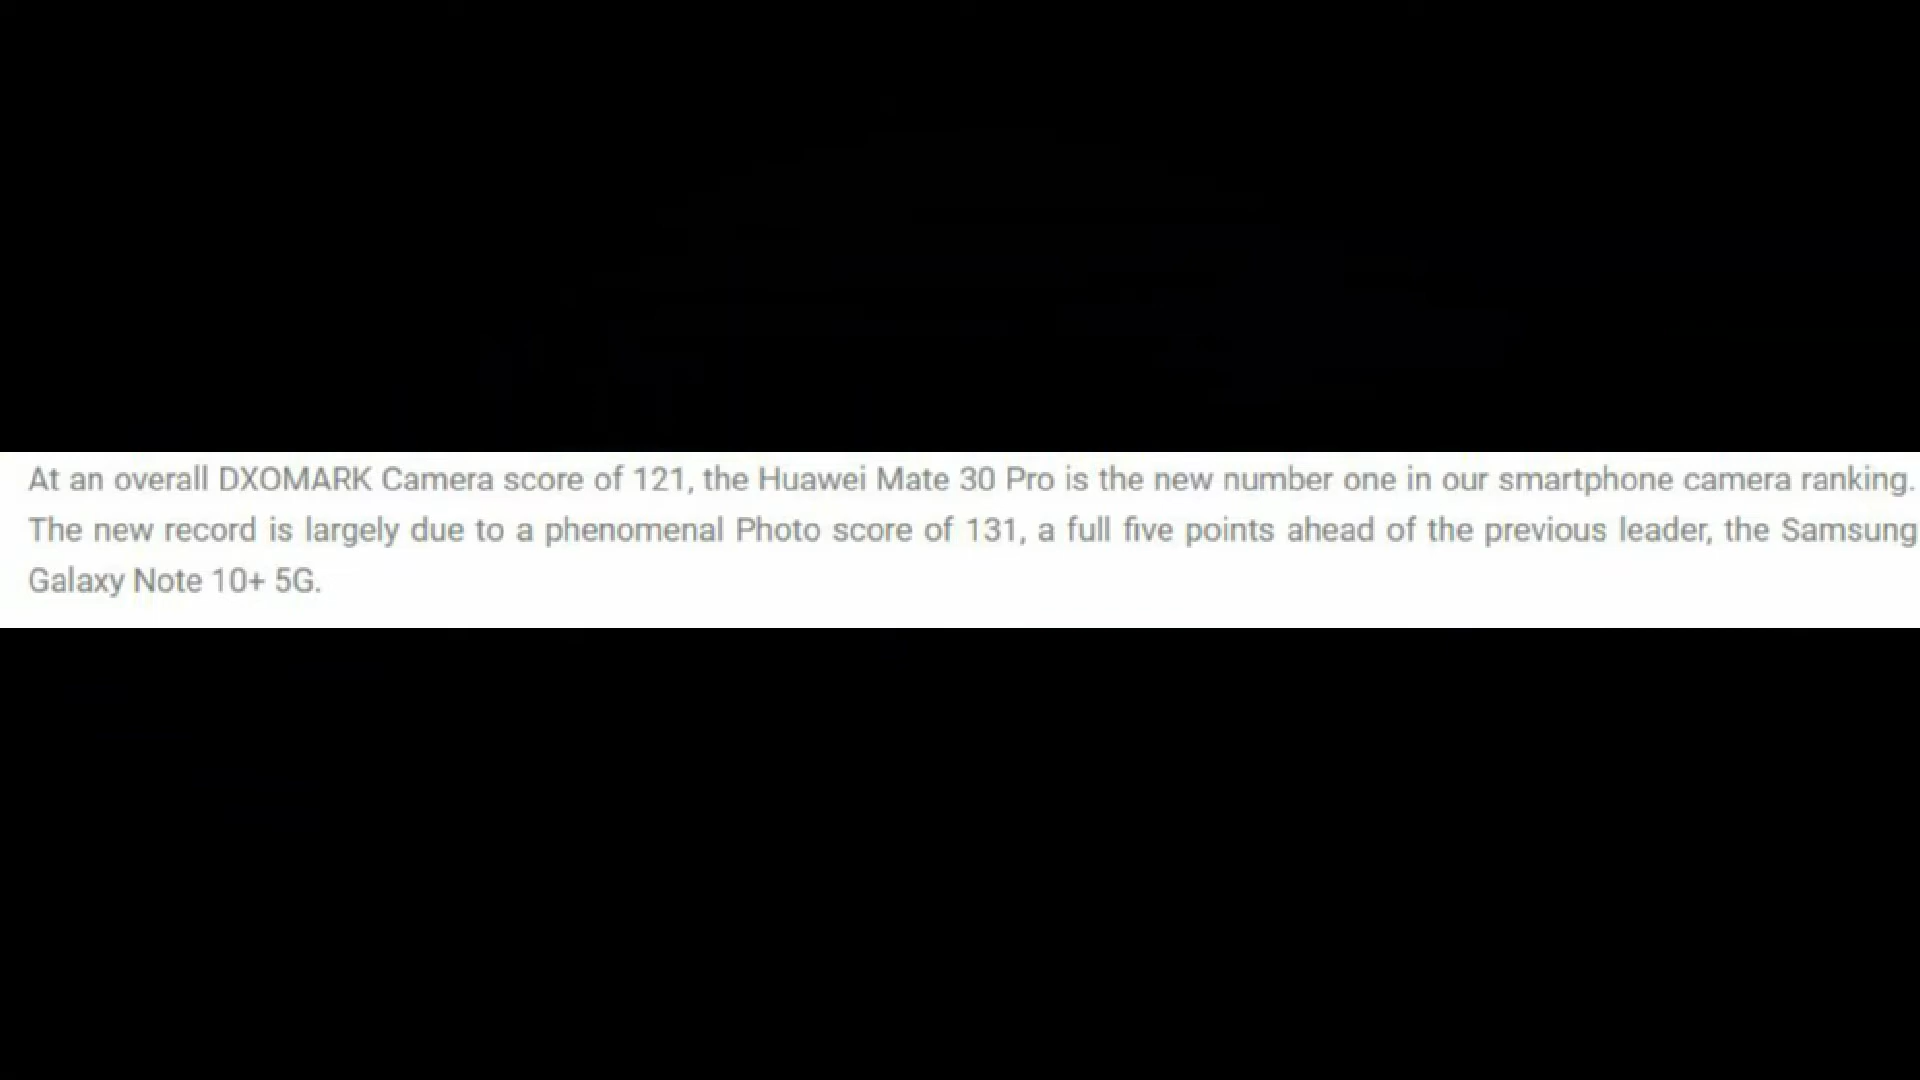 At an overall DXOMARK Camera score of 121, the Huawei Mate 30 Pro is the new number one in our smartphone camera ranking.
The new record is largely due to a phenomenal Photo score of 131, a full five points ahead of the previous leader, the Samsung
Galaxy Note 10+ 5G.